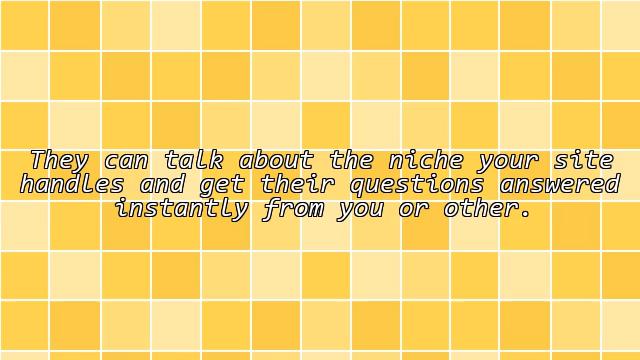 They can talk about the niche your site
handles and get their questions answered
instantly from you or other.